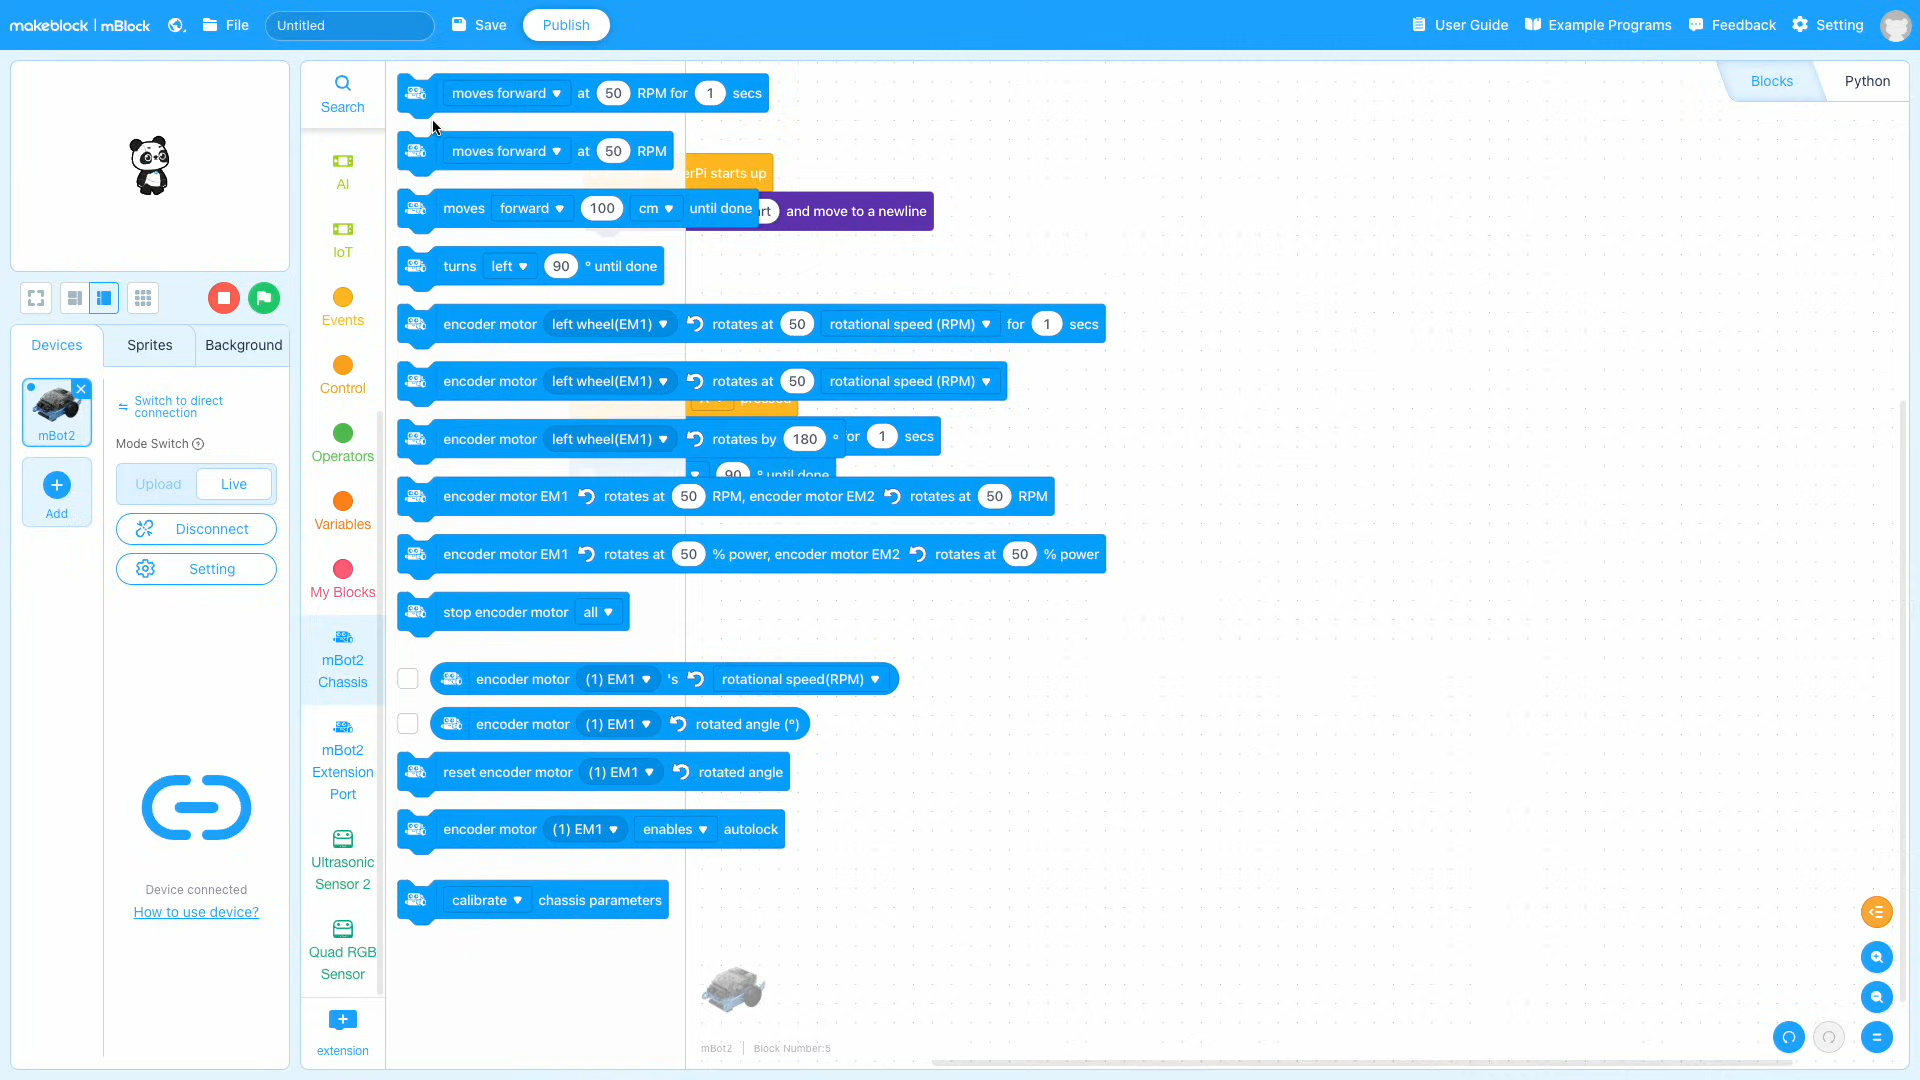 makeblock | mBlock File Untitled Save Publish User Guide Example Programs Feedback Setting
Blocks Python
Search
AI
IoT
Events
Control
Operators
Variables
My Blocks
mBot2
Chassis
mBot2
Extension
Port
Ultrasonic
Sensor 2
Quad RGB
Sensor
extension
Devices Sprites Background
mBot2
Add
Switch to direct
connection
Mode Switch
Upload Live
Disconnect
Setting
Device connected
How to use device?
moves forward at 50 RPM for 1 secs
moves forward at 50 RPM
erPi starts up
moves forward 100 cm until done
rt and move to a newline
turns left 90 ° until done
encoder motor left wheel(EM1) rotates at 50 rotational speed (RPM) for 1 secs
encoder motor left wheel(EM1) rotates at 50 rotational speed (RPM)
pressed
encoder motor left wheel(EM1) rotates by 180 °
or 1 secs
90 ° until done
encoder motor EM1 rotates at 50 RPM, encoder motor EM2 rotates at 50 RPM
encoder motor EM1 rotates at 50 % power, encoder motor EM2 rotates at 50 % power
stop encoder motor all
encoder motor (1) EM1 's rotational speed(RPM)
encoder motor (1) EM1 rotated angle (°)
reset encoder motor (1) EM1 rotated angle
encoder motor (1) EM1 enables autolock
calibrate chassis parameters
mBot2 | Block Number:5